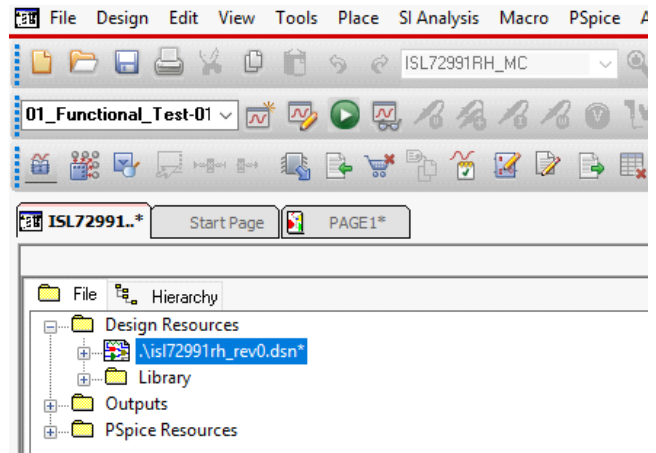 File Design Edit View Tools Place SI Analysis Macro PSpice A
ISL72991RH_MC
01_Functional_Test-01
V
ISL72991..* Start Page PAGE1*
File Hierarchy
Design Resources
.\isl72991rh_rev0.dsn*
Library
Outputs
PSpice Resources